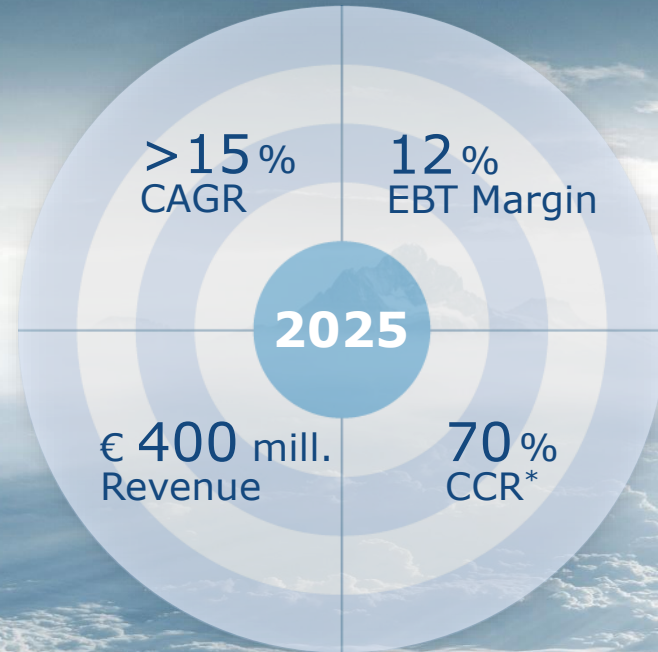 >15 %
CAGR
12 %
EBT Margin
2025
€ 400 mill.
Revenue
70 %
CCR*